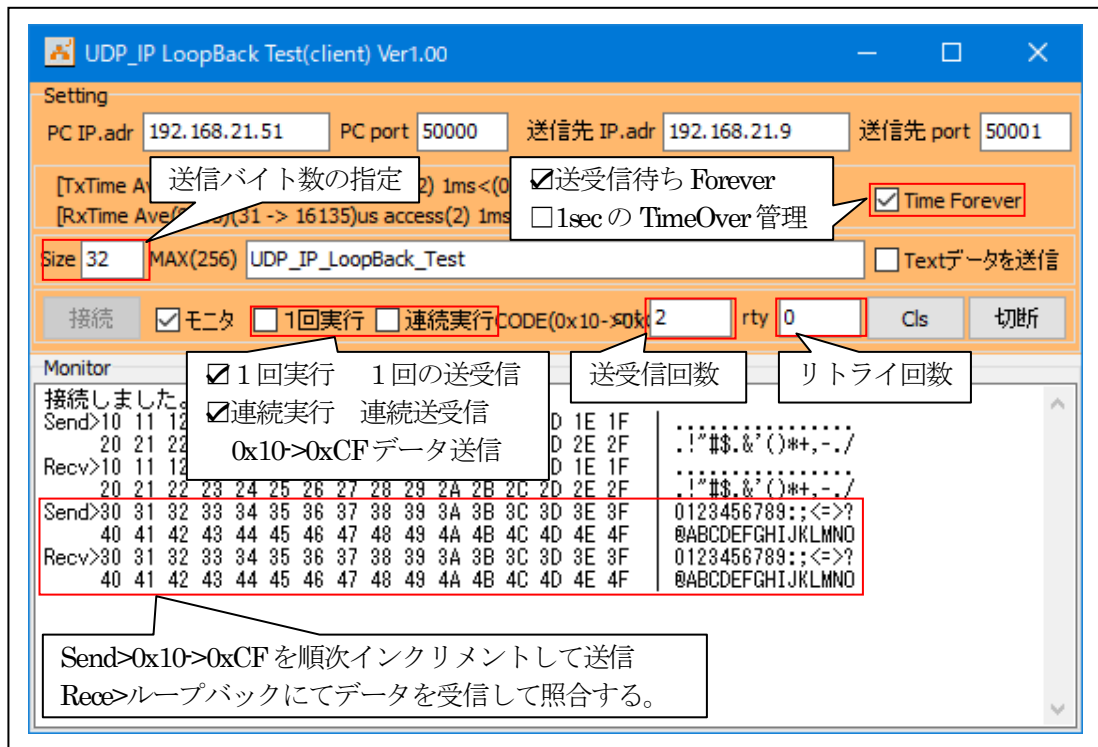 UDP_IP LoopBack Test(client) Ver1.00
Setting
PC IP.adr 192.168.21.51 PC port 50000 送信先 IP.adr 192.168.21.9 送信先 port 50001
送信バイト数の指定
☑送受信待ち Forever
□1sec の TimeOver 管理
[TxTime 2) 1ms<(0
[RxTime Ave (31 -> 16135)us access(2) 1ms
Time Forever
Size 32 MAX(256) UDP_IP_LoopBack_Test Textデータを送信
接続 モニタ 1回実行 連続実行 CODE(0x10-> 2 rty 0 Cls 切断
☑１回実行 １回の送受信
☑連続実行 連続送受信
0x10->0xCF データ送信
送受信回数
リトライ回数
Monitor
接続しました。
Send>10 11 12 D 1E 1F ................
20 21 22 D 2E 2F .!"#$.&'()*+,-./
Recv>10 11 12 D 1E 1F ................
20 21 22 23 24 25 26 27 28 29 2A 2B 2C 2D 2E 2F .!"#$.&'()*+,-./
Send>30 31 32 33 34 35 36 37 38 39 3A 3B 3C 3D 3E 3F 0123456789:;<=>?
40 41 42 43 44 45 46 47 48 49 4A 4B 4C 4D 4E 4F @ABCDEFGHIJKLMNO
Recv>30 31 32 33 34 35 36 37 38 39 3A 3B 3C 3D 3E 3F 0123456789:;<=>?
40 41 42 43 44 45 46 47 48 49 4A 4B 4C 4D 4E 4F @ABCDEFGHIJKLMNO
Send>0x10->0xCF を順次インクリメントして送信
Rece>ループバックにてデータを受信して照合する。